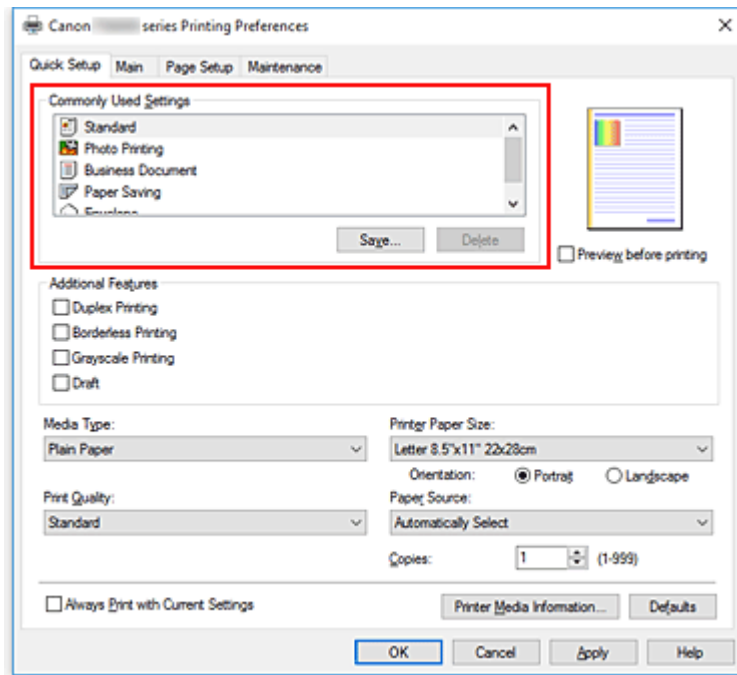 Canon series Printing Preferences
Quick Setup Main Page Setup Maintenance
Commonly Used Settings
Standard
Photo Printing
Business Document
Paper Saving
Envelope
Save... Delete
Preview before printing
Additional Features
Duplex Printing
Borderless Printing
Grayscale Printing
Draft
Media Type:
Plain Paper
Printer Paper Size:
Letter 8.5"x11" 22x28cm
Orientation: Portrait Landscape
Print Quality:
Standard
Paper Source:
Automatically Select
Copies: 1 (1-999)
Always Print with Current Settings
Printer Media Information... Defaults
OK Cancel Apply Help